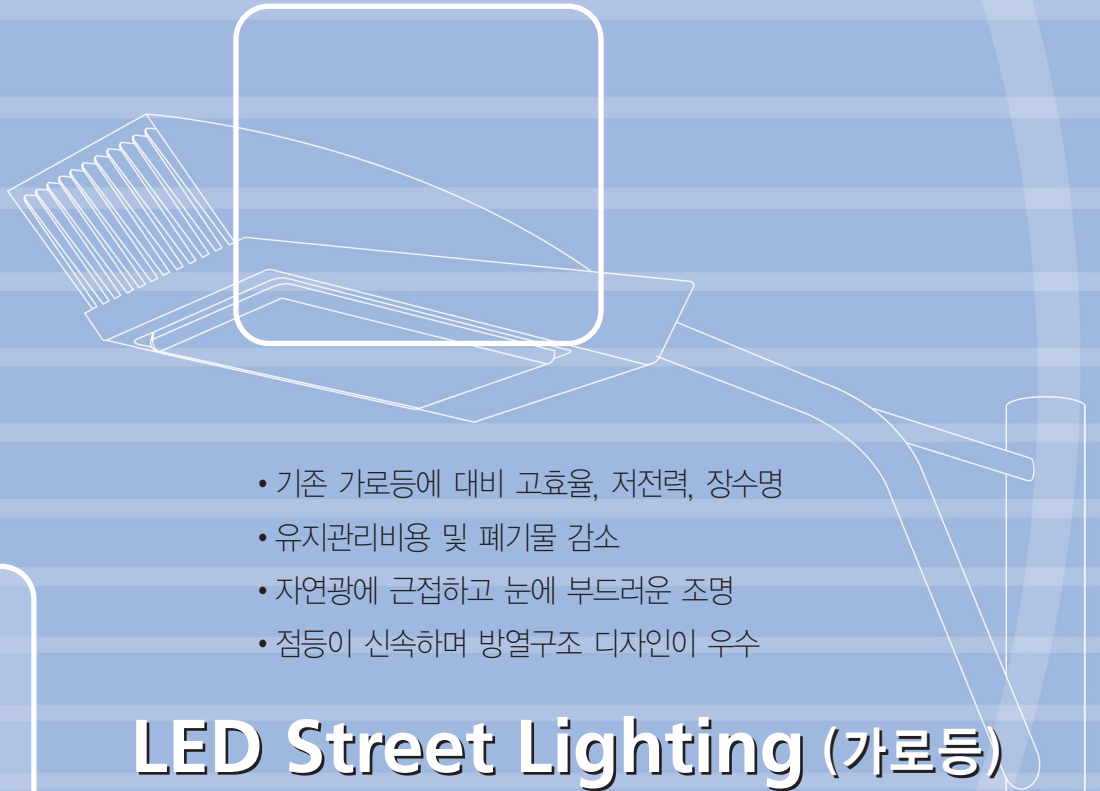 • 기존 가로등에 대비 고효율, 저전력, 장수명
• 유지관리비용 및 폐기물 감소
• 자연광에 근접하고 눈에 부드러운 조명
• 점등이 신속하며 방열구조 디자인이 우수
LED Street Lighting (가로등)